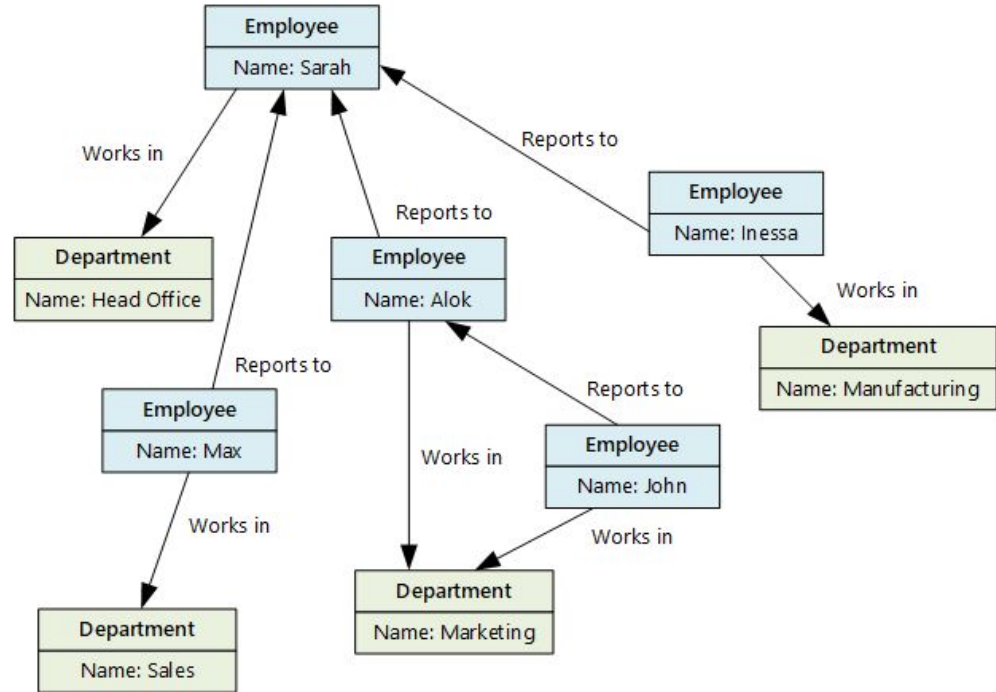 Employee
Name: Sarah
Works in
Reports to
Employee
Name: Inessa
Reports to
Department
Name: Head Office
Employee
Name: Alok
Works in
Department
Name: Manufacturing
Reports to
Employee
Name: Max
Reports to
Employee
Name: John
Works in
Works in
Works in
Department
Name: Marketing
Department
Name: Sales